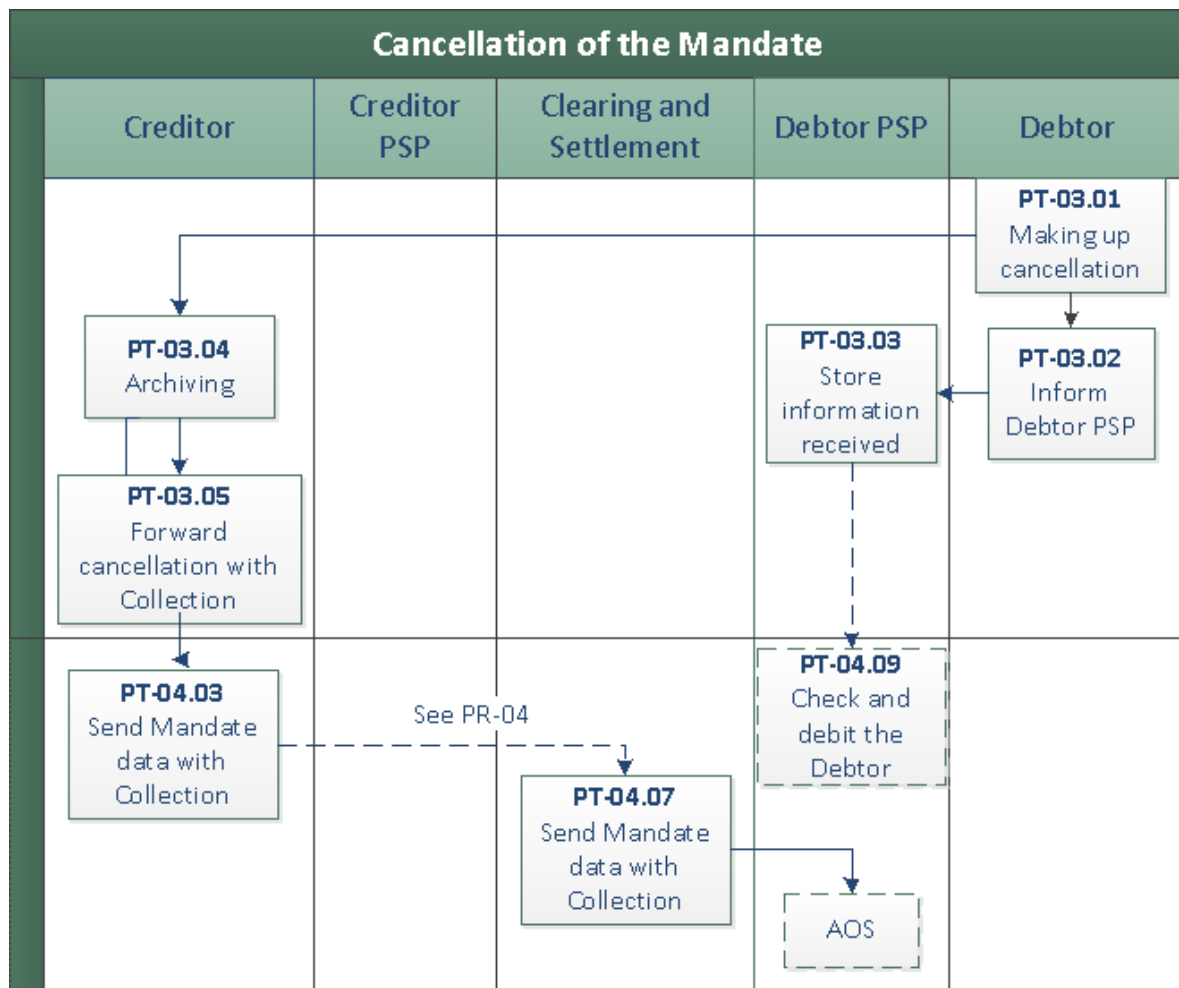 Cancellation of the Mandate
Creditor
Creditor
PSP
Clearing and
Settlement
Debtor PSP
Debtor
PT-03.01
Making up
cancellation
PT-03.04
Archiving
PT-03.03
Store
information
received
PT-03.02
Inform
Debtor PSP
PT-03.05
Forward
cancellation with
Collection
PT-04.03
Send Mandate
data with
Collection
See PR-04
PT-04.09
Check and
debit the
Debtor
PT-04.07
Send Mandate
data with
Collection
AOS